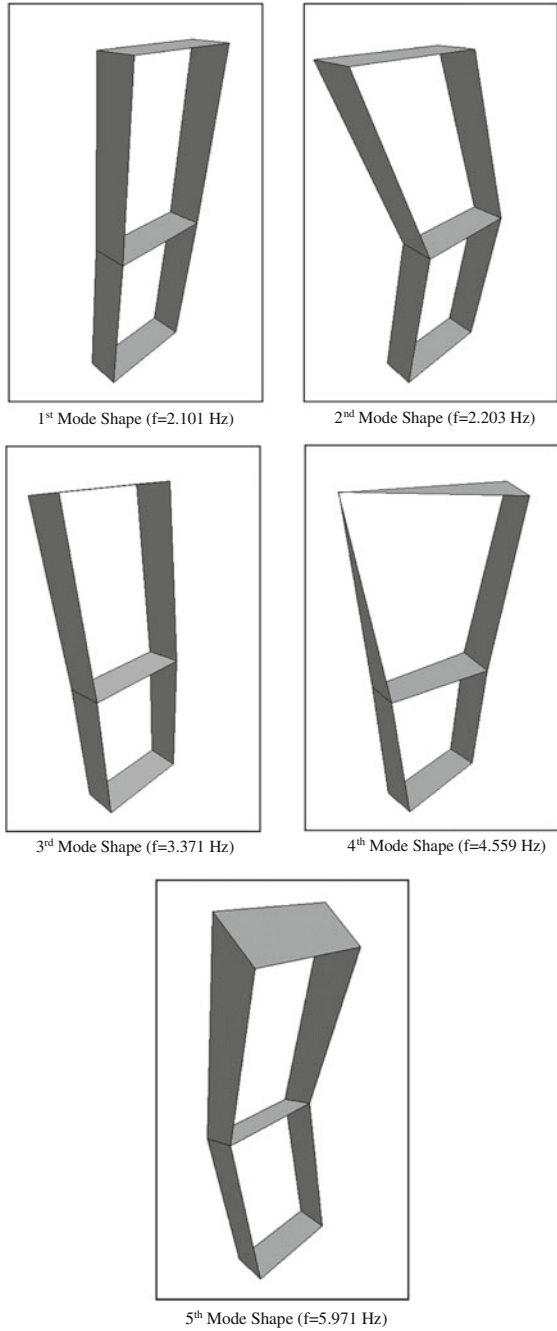 1st Mode Shape (f=2.101 Hz)
2nd Mode Shape (f=2.203 Hz)
3rd Mode Shape (f=3.371 Hz)
4th Mode Shape (f=4.559 Hz)
5th Mode Shape (f=5.971 Hz)